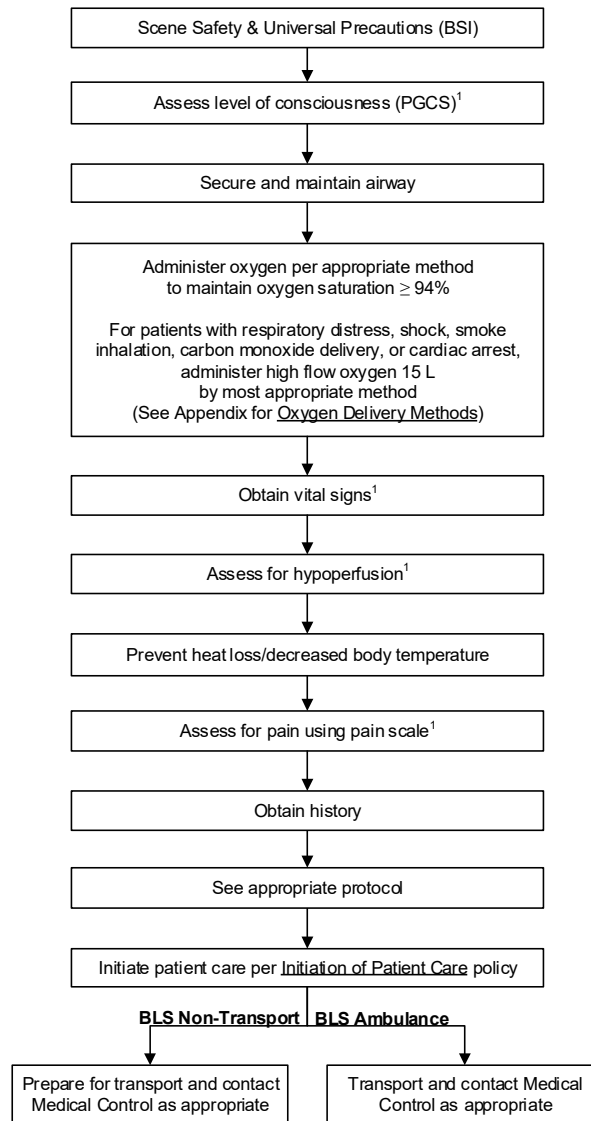 Scene Safety & Universal Precautions (BSI)
Assess level of consciousness (PGCS)¹
Secure and maintain airway
Administer oxygen per appropriate method
to maintain oxygen saturation ≥ 94%
For patients with respiratory distress, shock, smoke
inhalation, carbon monoxide delivery, or cardiac arrest,
administer high flow oxygen 15 L
by most appropriate method
(See Appendix for Oxygen Delivery Methods)
Obtain vital signs¹
Assess for hypoperfusion¹
Prevent heat loss/decreased body temperature
Assess for pain using pain scale¹
Obtain history
See appropriate protocol
Initiate patient care per Initiation of Patient Care policy
BLS Non-Transport
BLS Ambulance
Prepare for transport and contact
Medical Control as appropriate
Transport and contact Medical
Control as appropriate